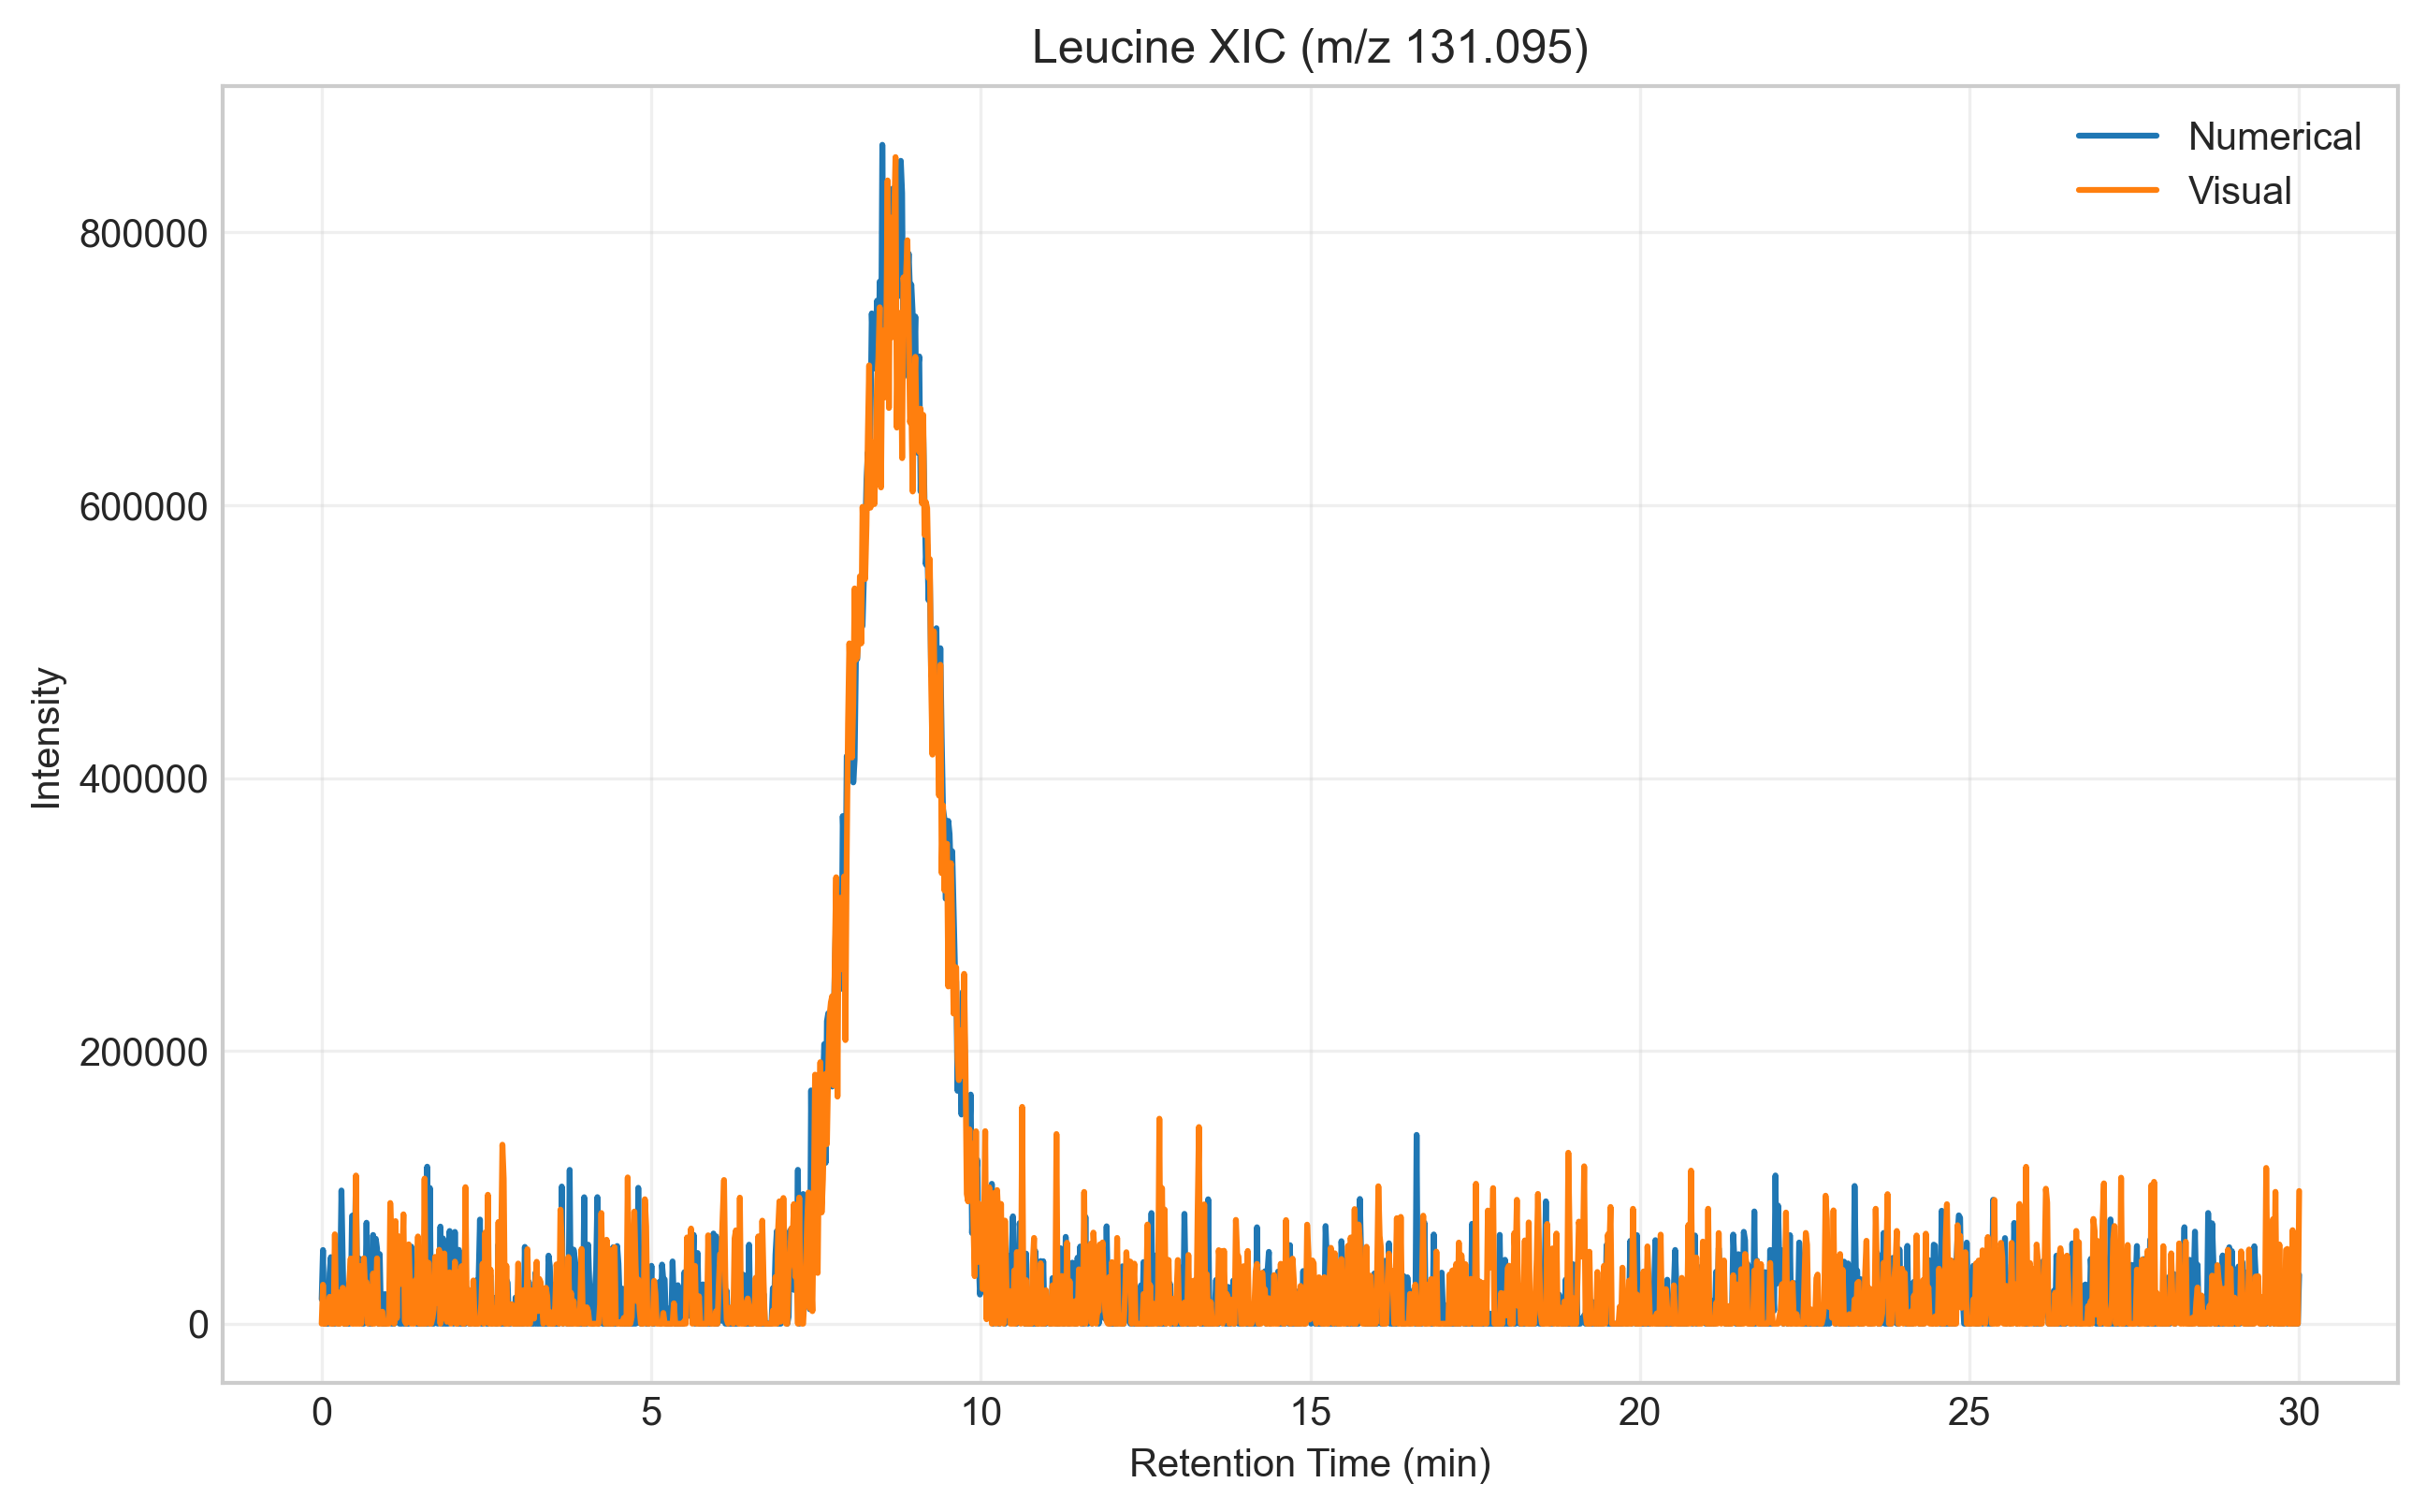 Leucine XIC (m/z 131.095)
Numerical
Visual
800000
600000
400000
200000
0
Intensity
0 5 10 15 20 25 30
Retention Time (min)